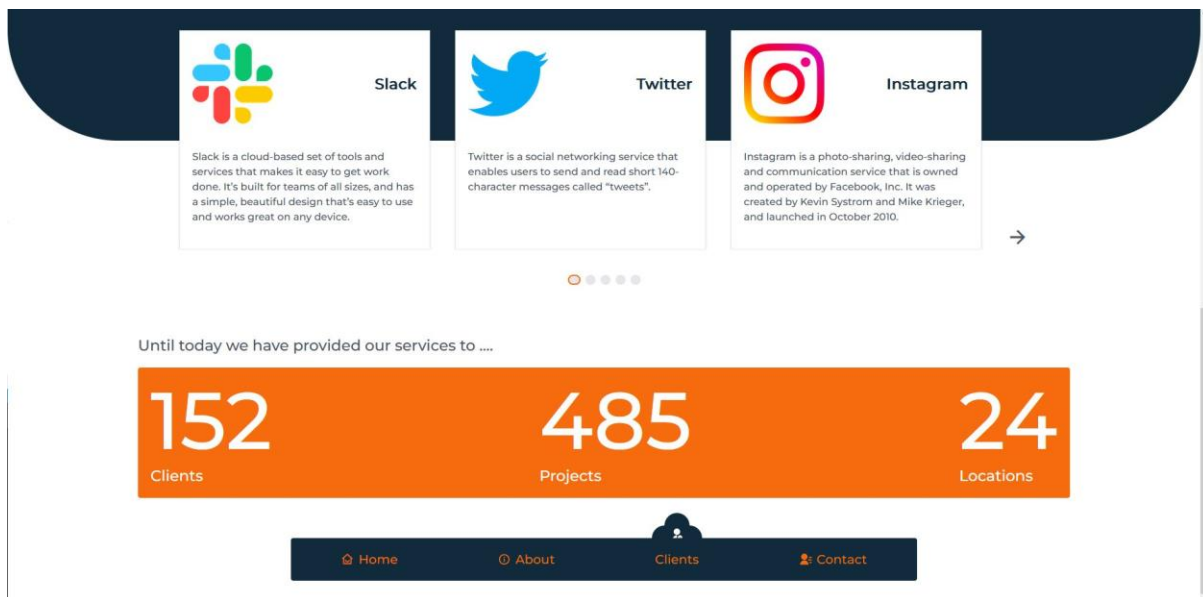 Slack
Slack is a cloud-based set of tools and
services that makes it easy to get work
done. It's built for teams of all sizes, and has
a simple, beautiful design that's easy to use
and works great on any device.
Twitter
Twitter is a social networking service that
enables users to send and read short 140-
character messages called “tweets”.
Instagram
Instagram is a photo-sharing, video-sharing
and communication service that is owned
and operated by Facebook, Inc. It was
created by Kevin Systrom and Mike Krieger,
and launched in October 2010.
Until today we have provided our services to ....
152
Clients
485
Projects
24
Locations
Home
About
Clients
Contact